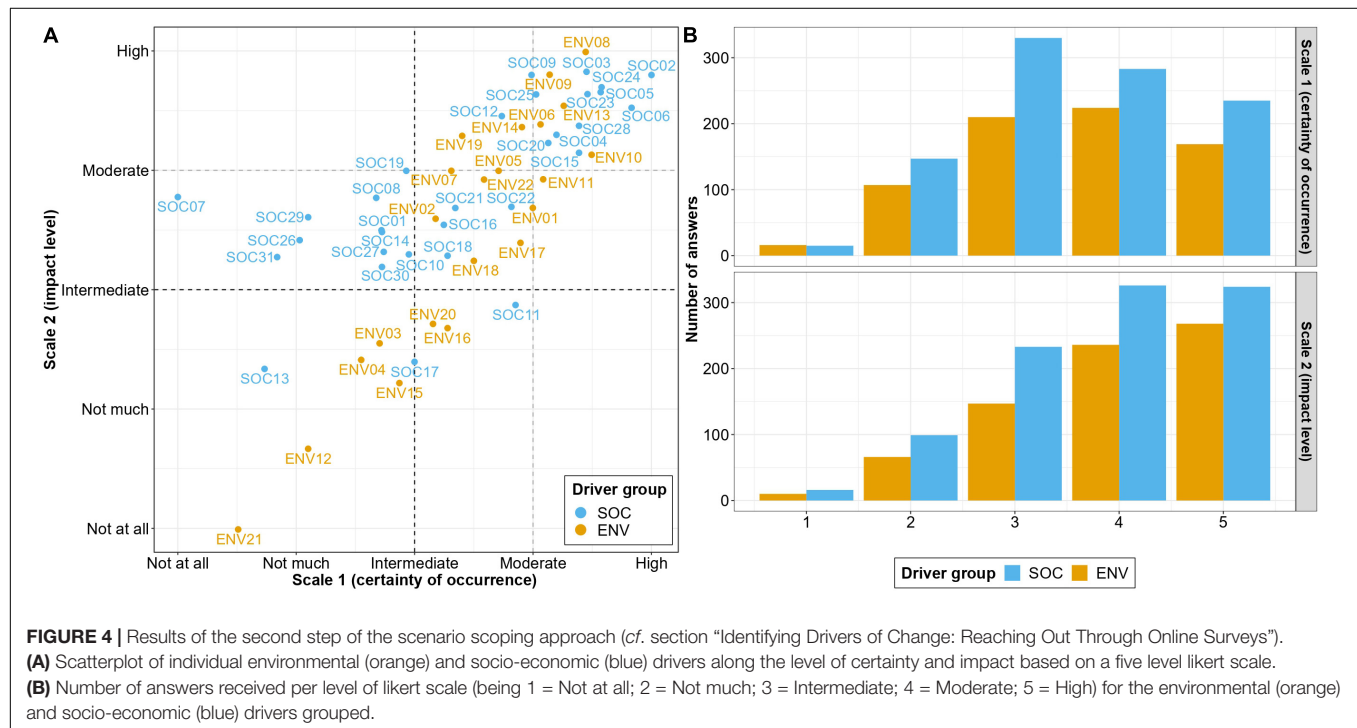 A
B
High
Moderate
Intermediate
Not much
Not at all
Scale 2 (impact level)
ENV08
SOC09
SOC03
SOC02
SOC24
ENV09
SOC25
SOC05
SOC23
SOC12
ENV06
ENV13
SOC06
ENV14
SOC28
ENV19
SOC20
SOC04
SOC15
ENV10
SOC19
ENV05
ENV07
ENV22
ENV11
SOC07
SOC08
SOC29
ENV02
SOC21
SOC22
SOC01
SOC16
ENV01
SOC26
SOC14
SOC18
ENV17
SOC31
SOC27
SOC10
ENV18
SOC30
ENV20
SOC11
ENV03
ENV16
ENV04
SOC17
SOC13
ENV15
ENV12
ENV21
Driver group
SOC
ENV
Not at all
Not much
Intermediate
Moderate
High
Scale 1 (certainty of occurrence)
Number of answers
300
200
100
0
Scale 1 (certainty
of occurrence)
300
200
100
0
Scale 2 (impact level)
1
2
3
4
5
Driver group SOC ENV
FIGURE 4 | Results of the second step of the scenario scoping approach (cf. section “Identifying Drivers of Change: Reaching Out Through Online Surveys”).
(A) Scatterplot of individual environmental (orange) and socio-economic (blue) drivers along the level of certainty and impact based on a five level likert scale.
(B) Number of answers received per level of likert scale (being 1 = Not at all; 2 = Not much; 3 = Intermediate; 4 = Moderate; 5 = High) for the environmental (orange)
and socio-economic (blue) drivers grouped.